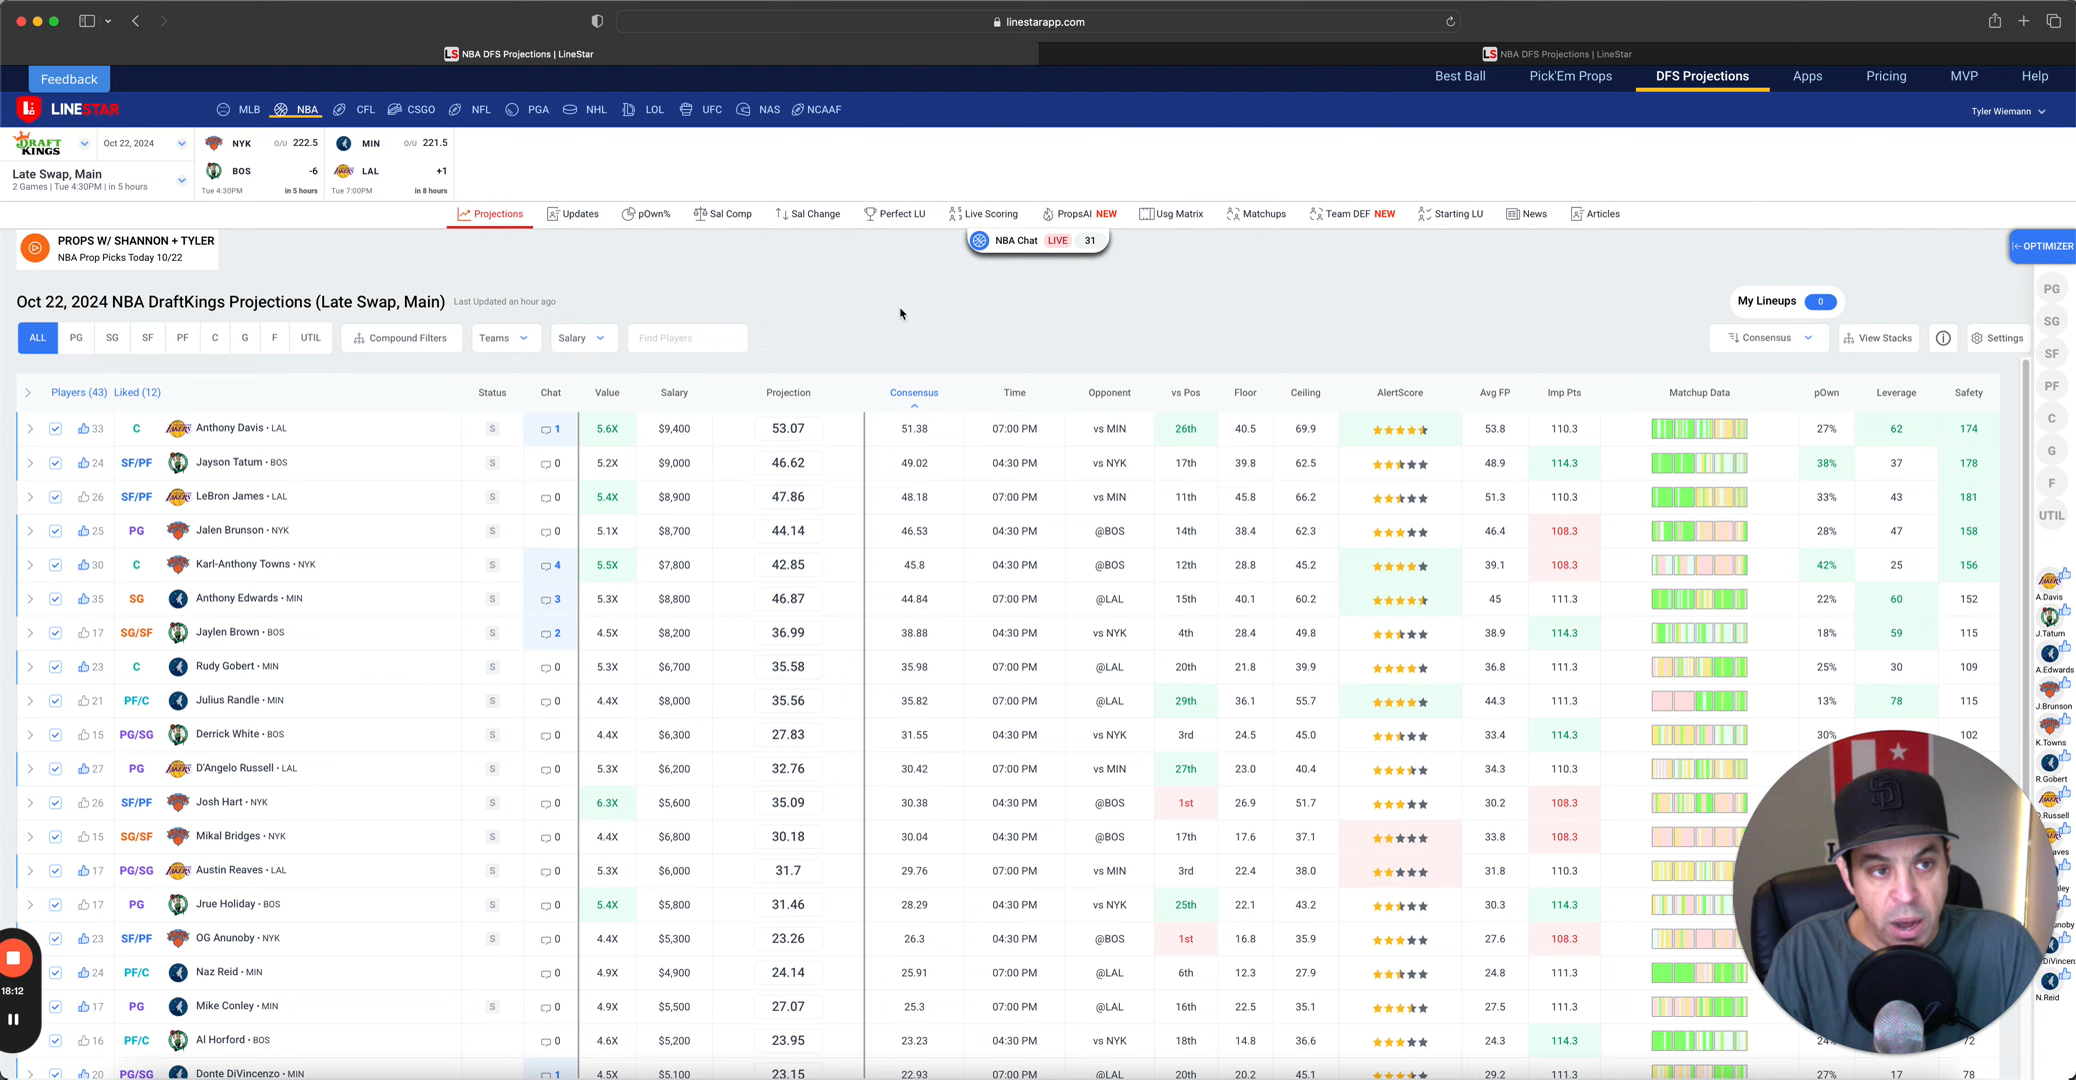 linestarapp.com
NBA DFS Projections | LineStar
NBA DFS Projections | LineStar
Feedback
Best Ball Pick'Em Props DFS Projections Apps Pricing MVP Help
LINESTAR MLB NBA CFL CSGO NFL PGA NHL LOL UFC NAS NCAAF Tyler Wiemann
DRAFT KINGS Oct 22, 2024
Late Swap, Main
2 Games | Tue 4:30PM | in 5 hours
NYK O/U 222.5
BOS -6
Tue 4:30PM in 5 hours
MIN O/U 221.5
LAL +1
Tue 7:00PM in 8 hours
Projections Updates pOwn% Sal Comp Sal Change Perfect LU Live Scoring PropsAI NEW Usg Matrix Matchups Team DEF NEW Starting LU News Articles
PROPS W/ SHANNON + TYLER
NBA Prop Picks Today 10/22
NBA Chat LIVE 31
OPTIMIZER
Oct 22, 2024 NBA DraftKings Projections (Late Swap, Main) Last Updated an hour ago
My Lineups 0
ALL PG SG SF PF C G F UTIL Compound Filters Teams Salary Find Players Consensus View Stacks Settings
Players (43) Liked (12) Status Chat Value Salary Projection Consensus Time Opponent vs Pos Floor Ceiling AlertScore Avg FP Imp Pts Matchup Data pOwn Leverage Safety
33 C Anthony Davis • LAL S 1 5.6X $9,400 53.07 51.38 07:00 PM vs MIN 26th 40.5 69.9 53.8 110.3 27% 62 174
24 SF/PF Jayson Tatum • BOS S 0 5.2X $9,000 46.62 49.02 04:30 PM vs NYK 17th 39.8 62.5 48.9 114.3 38% 37 178
26 SF/PF LeBron James • LAL S 0 5.4X $8,900 47.86 48.18 07:00 PM vs MIN 11th 45.8 66.2 51.3 110.3 33% 43 181
25 PG Jalen Brunson • NYK S 0 5.1X $8,700 44.14 46.53 04:30 PM @BOS 14th 38.4 62.3 46.4 108.3 28% 47 158
30 C Karl-Anthony Towns • NYK S 4 5.5X $7,800 42.85 45.8 04:30 PM @BOS 12th 28.8 45.2 39.1 108.3 42% 25 156
35 SG Anthony Edwards • MIN S 3 5.3X $8,800 46.87 44.84 07:00 PM @LAL 15th 40.1 60.2 45 111.3 22% 60 152
17 SG/SF Jaylen Brown • BOS S 2 4.5X $8,200 36.99 38.88 04:30 PM vs NYK 4th 28.4 49.8 38.9 114.3 18% 59 115
23 C Rudy Gobert • MIN S 0 5.3X $6,700 35.58 35.98 07:00 PM @LAL 20th 21.8 39.9 36.8 111.3 25% 30 109
21 PF/C Julius Randle • MIN S 0 4.4X $8,000 35.56 35.82 07:00 PM @LAL 29th 36.1 55.7 44.3 111.3 13% 78 115
15 PG/SG Derrick White • BOS S 0 4.4X $6,300 27.83 31.55 04:30 PM vs NYK 3rd 24.5 45.0 33.4 114.3 30% 102
27 PG D'Angelo Russell • LAL S 0 5.3X $6,200 32.76 30.42 07:00 PM vs MIN 27th 23.0 40.4 34.3 110.3
26 SF/PF Josh Hart • NYK S 0 6.3X $5,600 35.09 30.38 04:30 PM @BOS 1st 26.9 51.7 30.2 108.3
15 SG/SF Mikal Bridges • NYK S 0 4.4X $6,800 30.18 30.04 04:30 PM @BOS 17th 17.6 37.1 33.8 108.3
17 PG/SG Austin Reaves • LAL S 0 5.3X $6,000 31.7 29.76 07:00 PM vs MIN 3rd 22.4 38.0 31.8 110.3
17 PG Jrue Holiday • BOS S 0 5.4X $5,800 31.46 28.29 04:30 PM vs NYK 25th 22.1 43.2 30.3 114.3
23 SF/PF OG Anunoby • NYK S 0 4.4X $5,300 23.26 26.3 04:30 PM @BOS 1st 16.8 35.9 27.6 108.3
24 PF/C Naz Reid • MIN 0 4.9X $4,900 24.14 25.91 07:00 PM @LAL 6th 12.3 27.9 24.8 111.3
17 PG Mike Conley • MIN S 0 4.9X $5,500 27.07 25.3 07:00 PM @LAL 16th 22.5 35.1 27.5 111.3
16 PF/C Al Horford • BOS 0 4.6X $5,200 23.95 23.23 04:30 PM vs NYK 18th 14.8 36.6 24.3 114.3 24% 72
20 PG/SG Donte DiVincenzo • MIN 1 4.5X $5,100 23.15 22.93 07:00 PM @LAL 20th 20.2 45.1 29.2 111.3 27% 17 78
PG
SG
SF
PF
C
G
F
UTIL
A.Davis
J.Tatum
A.Edwards
J.Brunson
K.Towns
R.Gobert
N.Reid
18:12